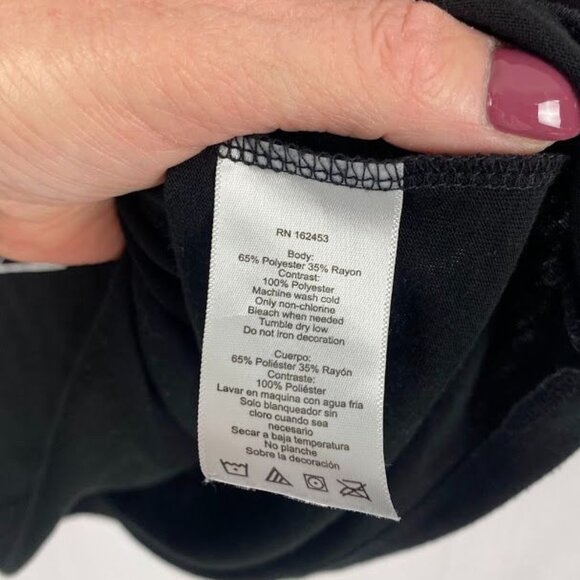 RN 162453
Body:
65% Polyester 35% Rayon
Contrast:
100% Polyester
Machine wash cold
Only non-chlorine
Bleach when needed
Tumble dry low
Do not iron decoration
Cuerpo:
65% Poliéster 35% Rayón
Contraste:
100% Poliéster
Lavar en maquina con agua fria
Solo blanqueador sin
cloro cuando sea
necesario
Secar a baja temperatura
No planche
Sobre la decoración